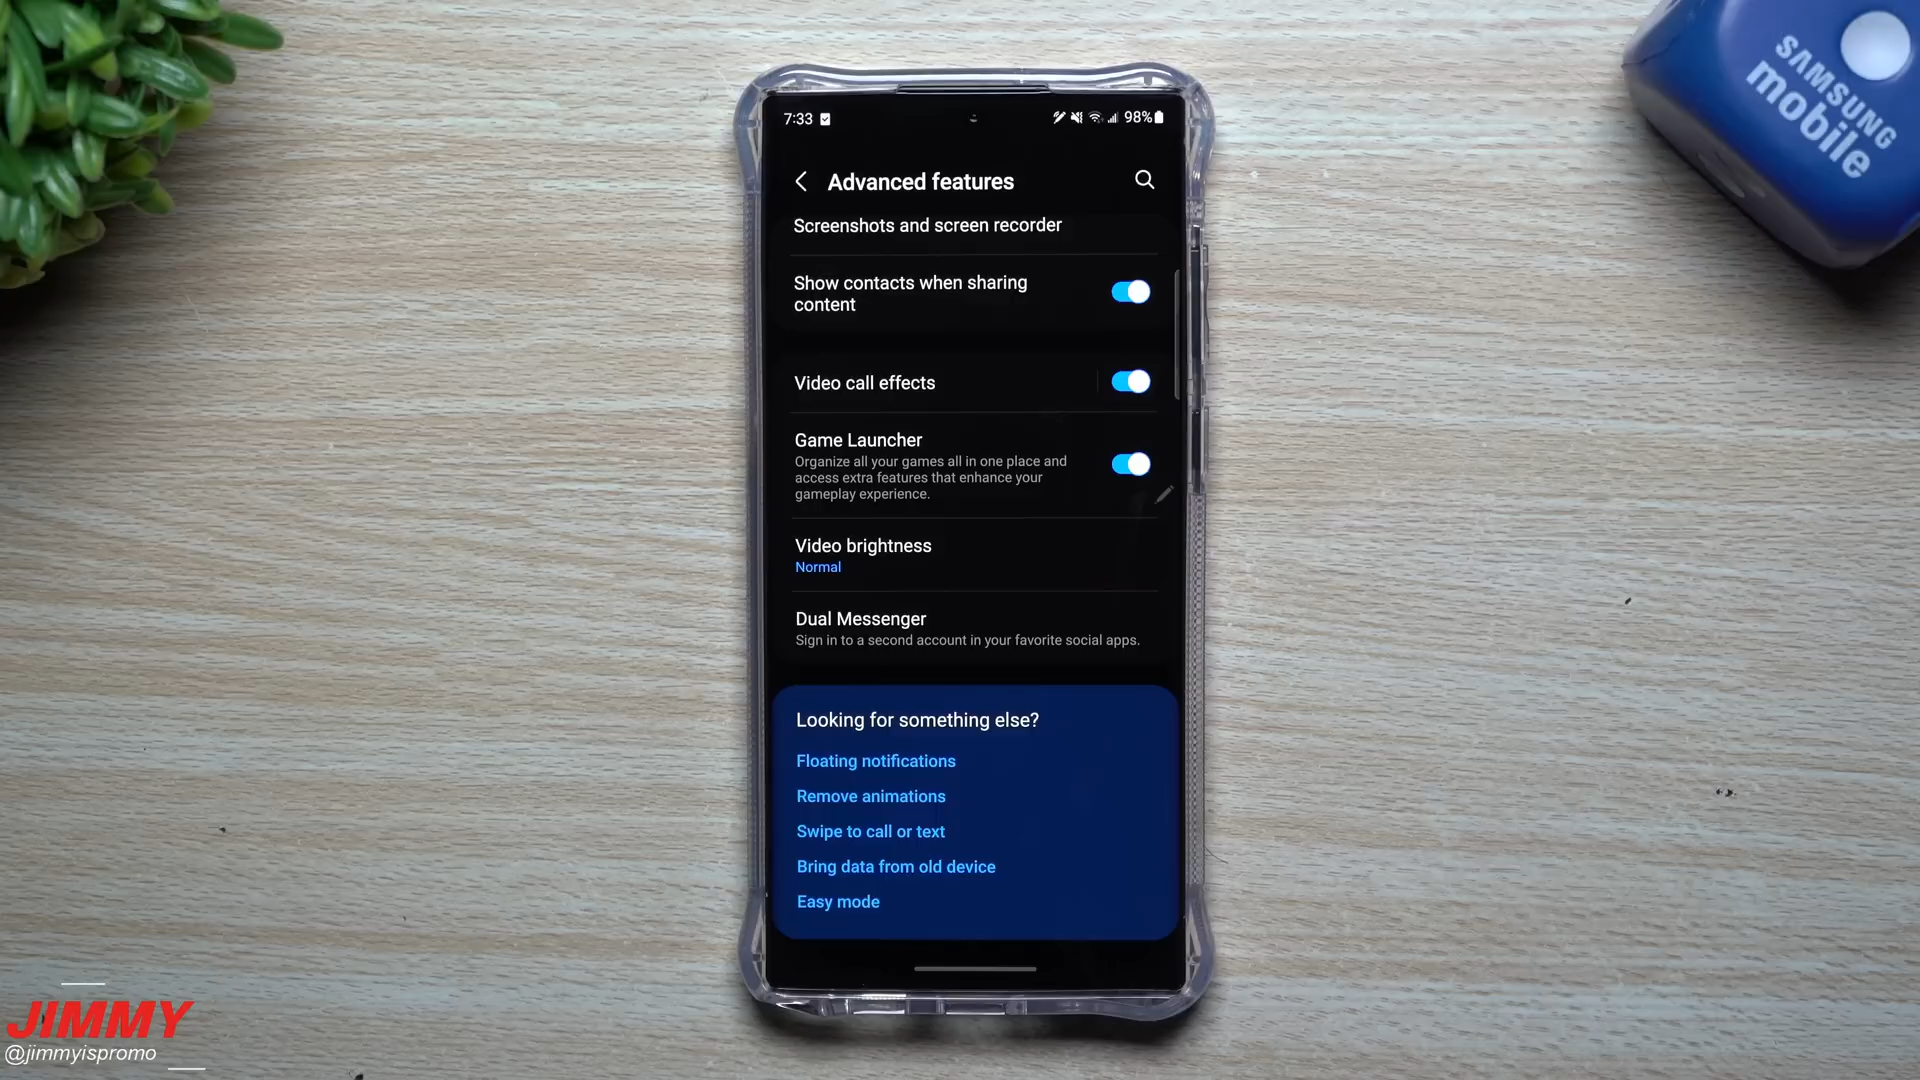 SAMSUNG
mobile
7:33
98%
Advanced features
Screenshots and screen recorder
Show contacts when sharing
content
Video call effects
Game Launcher
Organize all your games all in one place and
access extra features that enhance your
gameplay experience.
Video brightness
Normal
Dual Messenger
Sign in to a second account in your favorite social apps.
Looking for something else?
Floating notifications
Remove animations
Swipe to call or text
Bring data from old device
Easy mode
JIMMY
@jimmyispromo